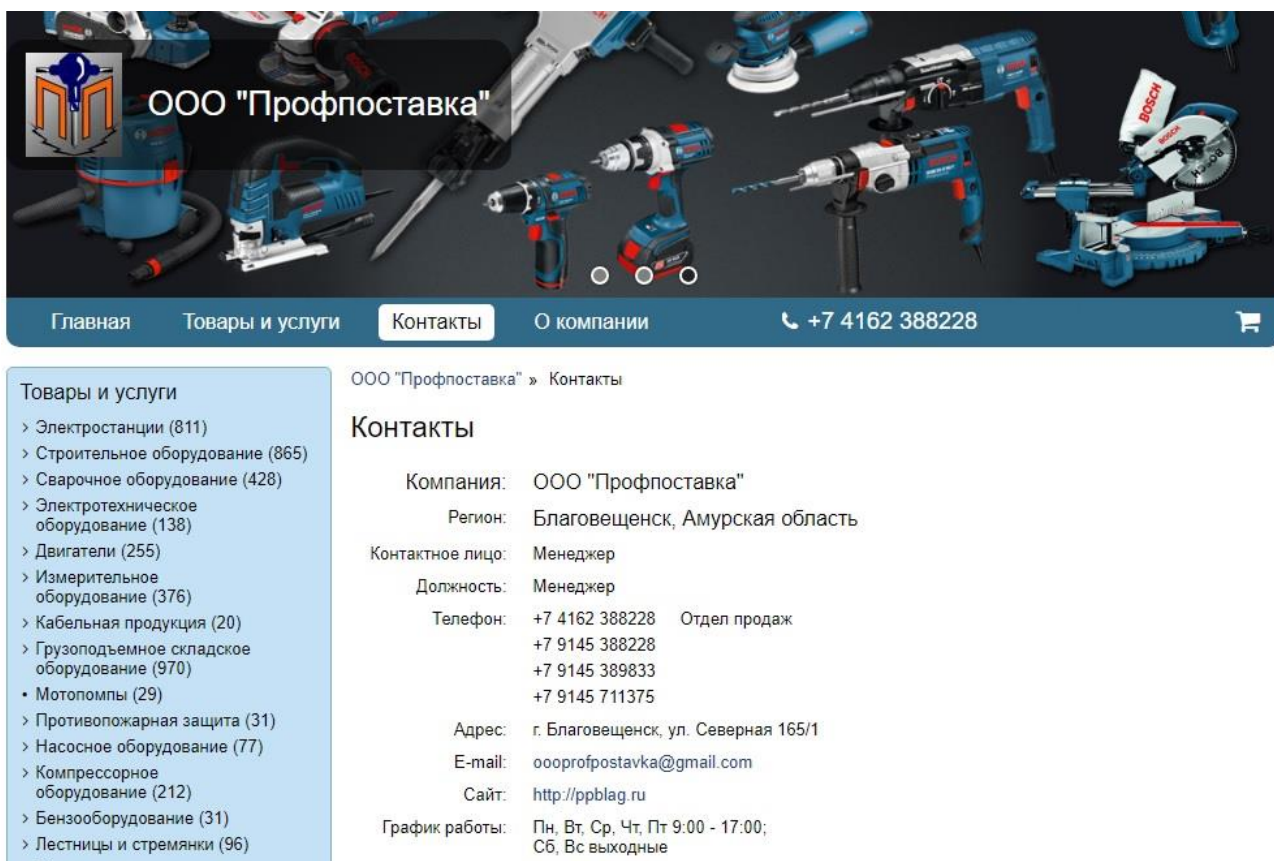 ООО "Профпоставка"
BOSCH
BOSCH
Главная Товары и услуги Контакты О компании +7 4162 388228
Товары и услуги
Электростанции (811)
Строительное оборудование (865)
Сварочное оборудование (428)
Электротехническое
оборудование (138)
Двигатели (255)
Измерительное
оборудование (376)
Кабельная продукция (20)
Грузоподъемное складское
оборудование (970)
Мотопомпы (29)
Противопожарная защита (31)
Насосное оборудование (77)
Компрессорное
оборудование (212)
Бензооборудование (31)
Лестницы и стремянки (96)
ООО "Профпоставка" » Контакты
Контакты
Компания: ООО "Профпоставка"
Регион: Благовещенск, Амурская область
Контактное лицо: Менеджер
Должность: Менеджер
Телефон: +7 4162 388228 Отдел продаж
+7 9145 388228
+7 9145 389833
+7 9145 711375
Адрес: г. Благовещенск, ул. Северная 165/1
E-mail: oooprofpostavka@gmail.com
Сайт: http://ppblag.ru
График работы: Пн, Вт, Ср, Чт, Пт 9:00 - 17:00;
Сб, Вс выходные